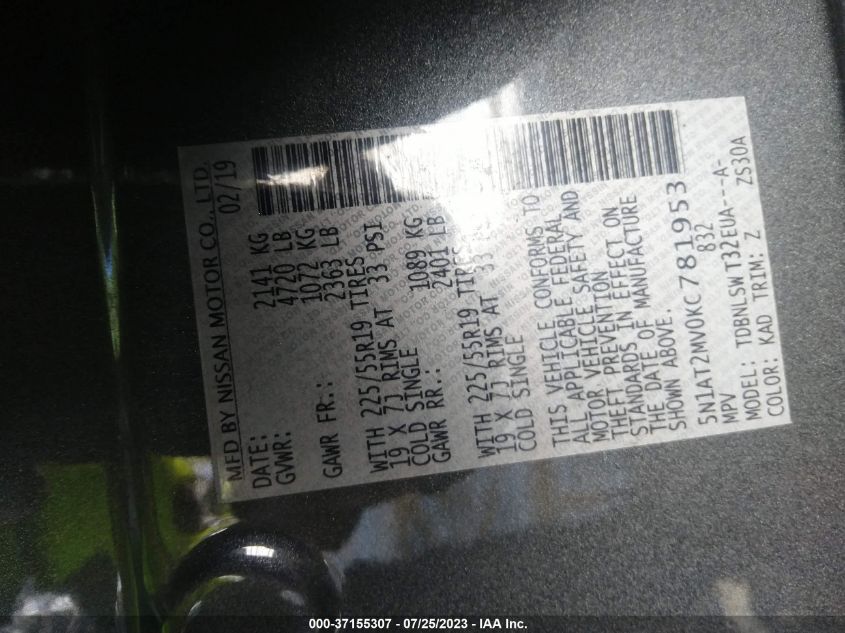 MFD BY NISSAN MOTOR CO., LTD.
DATE: 02/19
GVWR: 2141 KG
4720 LB
GAWR FR.: 1072 KG
2363 LB
WITH 225/55R19 TIRES
19 X 7J RIMS AT 33 PSI
COLD SINGLE
GAWR RR.: 1089 KG
2401 LB
WITH 225/55R19 TIRES
19 X 7J RIMS AT 33
COLD SINGLE
THIS VEHICLE CONFORMS TO
ALL APPLICABLE FEDERAL
MOTOR VEHICLE SAFETY AND
THEFT PREVENTION
STANDARDS IN EFFECT ON
THE DATE OF MANUFACTURE
SHOWN ABOVE.
5N1AT2MV0KC781953
MPV 832
MODEL: TDBNLSWT32EUA---A-
COLOR: KAD TRIM: Z ZS30A
000-37155307 / 07/25/2023 - IAA Inc.